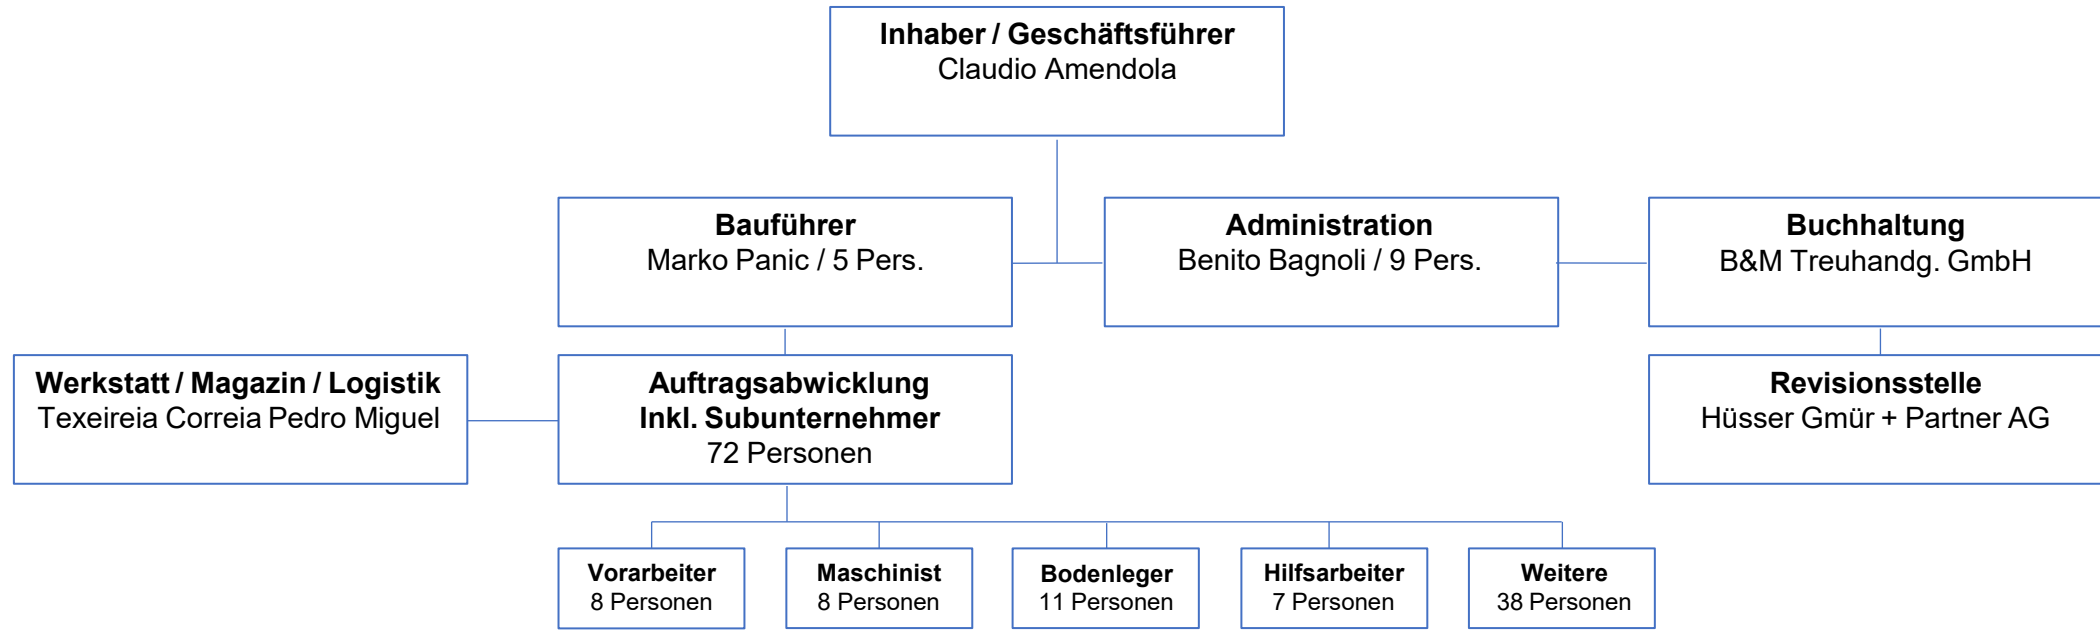 Inhaber / Geschäftsführer
Claudio Amendola
Bauführer
Marko Panic / 5 Pers.
Administration
Benito Bagnoli / 9 Pers.
Buchhaltung
B&M Treuhandg. GmbH
Werkstatt / Magazin / Logistik
Texeireia Correia Pedro Miguel
Auftragsabwicklung
Inkl. Subunternehmer
72 Personen
Revisionsstelle
Hüsser Gmür + Partner AG
Vorarbeiter
8 Personen
Maschinist
8 Personen
Bodenleger
11 Personen
Hilfsarbeiter
7 Personen
Weitere
38 Personen